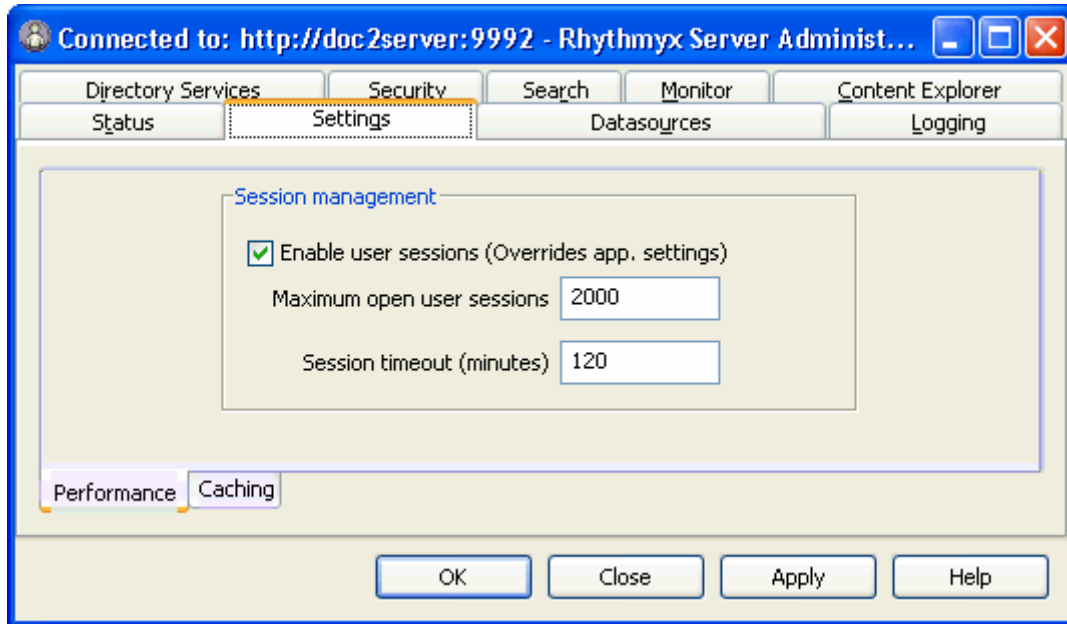 Connected to: http://doc2server:9992 - Rhythmyx Server Administ...
Directory Services Security Search Monitor Content Explorer
Status Settings Datasources Logging
Session management
Enable user sessions (Overrides app. settings)
Maximum open user sessions 2000
Session timeout (minutes) 120
Performance Caching
OK Close Apply Help